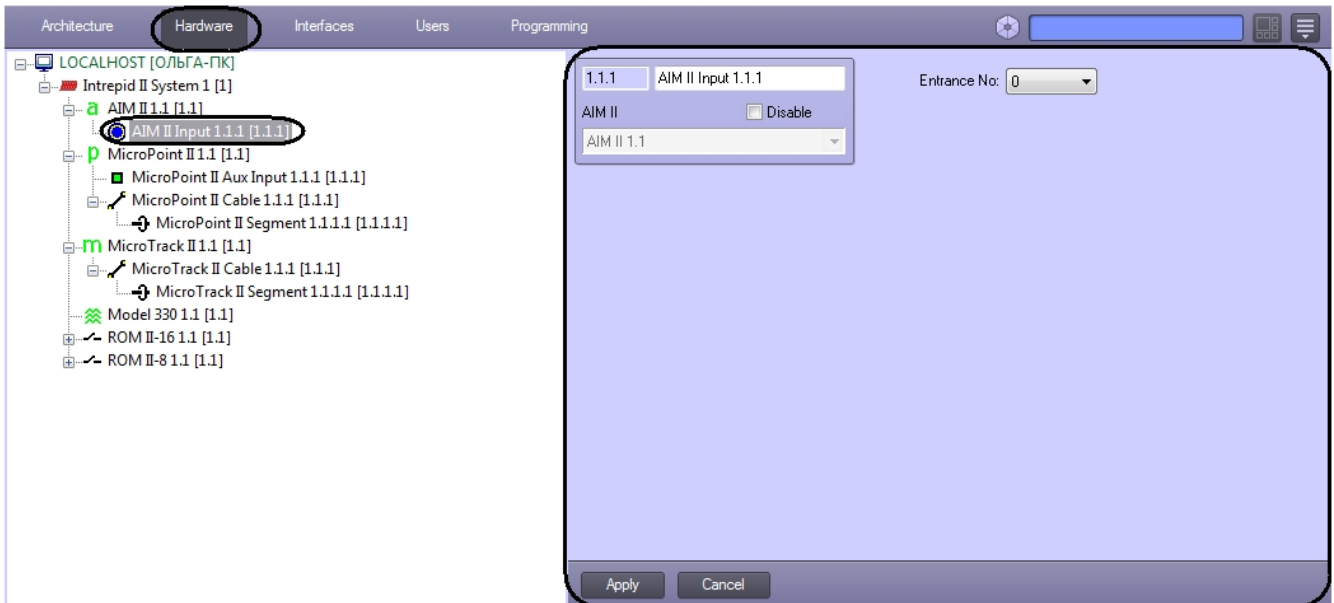 Architecture Hardware Interfaces Users Programming
LOCALHOST [ОЛЬГА-ПК]
Intrepid II System 1 [1]
a AIM II 1.1 [1.1]
AIM II Input 1.1.1 [1.1.1]
p MicroPoint II 1.1 [1.1]
MicroPoint II Aux Input 1.1.1 [1.1.1]
MicroPoint II Cable 1.1.1 [1.1.1]
MicroPoint II Segment 1.1.1.1 [1.1.1.1]
m MicroTrack II 1.1 [1.1]
MicroTrack II Cable 1.1.1 [1.1.1]
MicroTrack II Segment 1.1.1.1 [1.1.1.1]
Model 330 1.1 [1.1]
ROM II-16 1.1 [1.1]
ROM II-8 1.1 [1.1]
1.1.1 AIM II Input 1.1.1
AIM II Disable
AIM II 1.1
Entrance No: 0
Apply Cancel